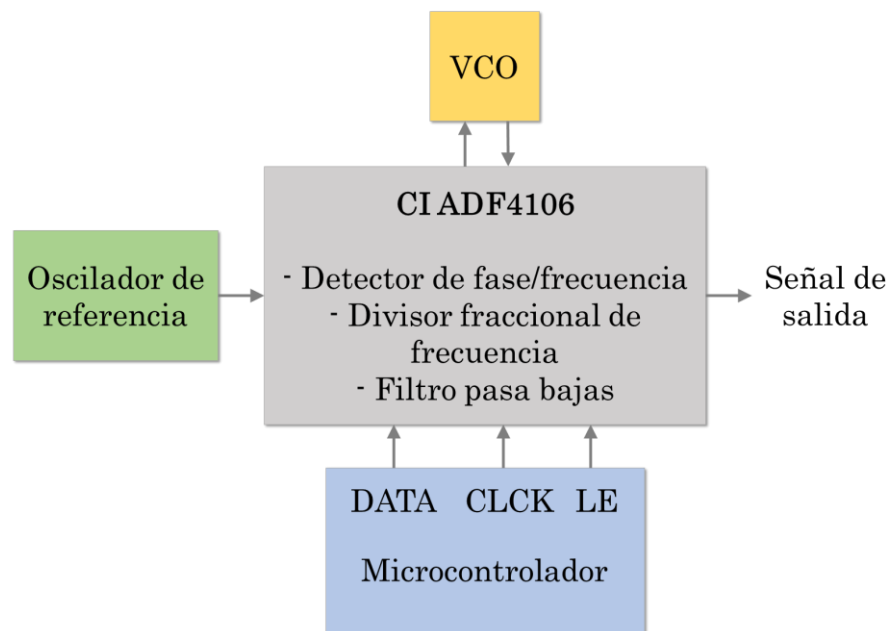 VCO
CI ADF4106
- Detector de fase/frecuencia
- Divisor fraccional de
frecuencia
- Filtro pasa bajas
Oscilador de
referencia
Señal de
salida
DATA CLCK LE
Microcontrolador